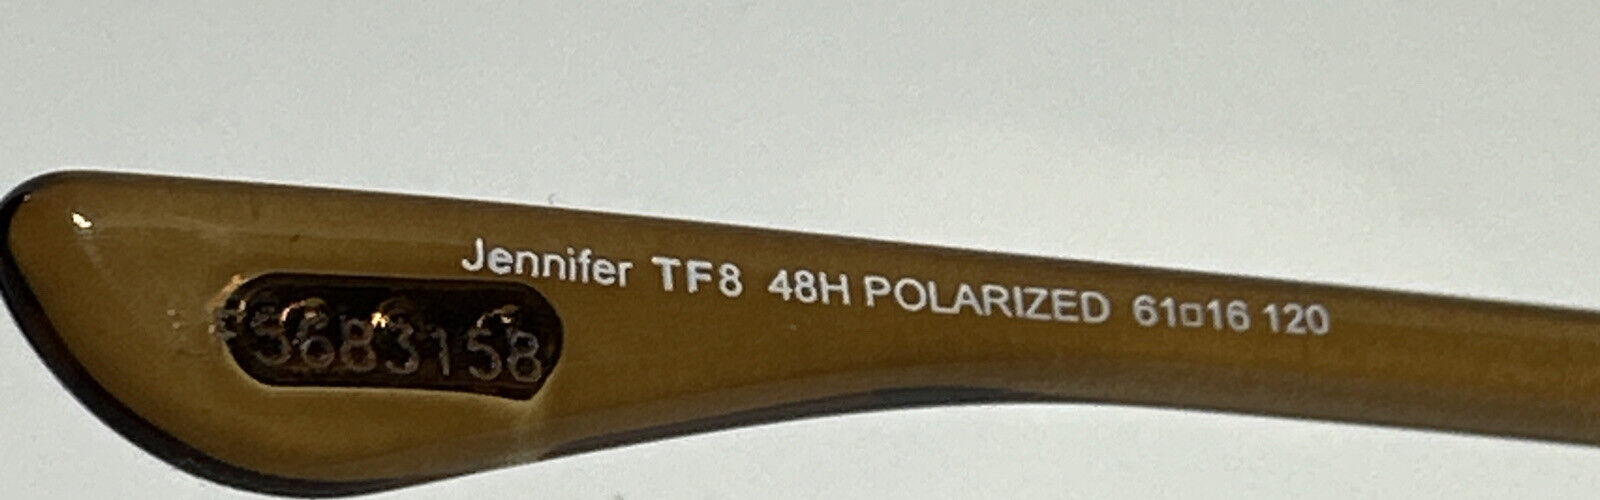 Jennifer TF8 48H POLARIZED 61□16 120
5683158